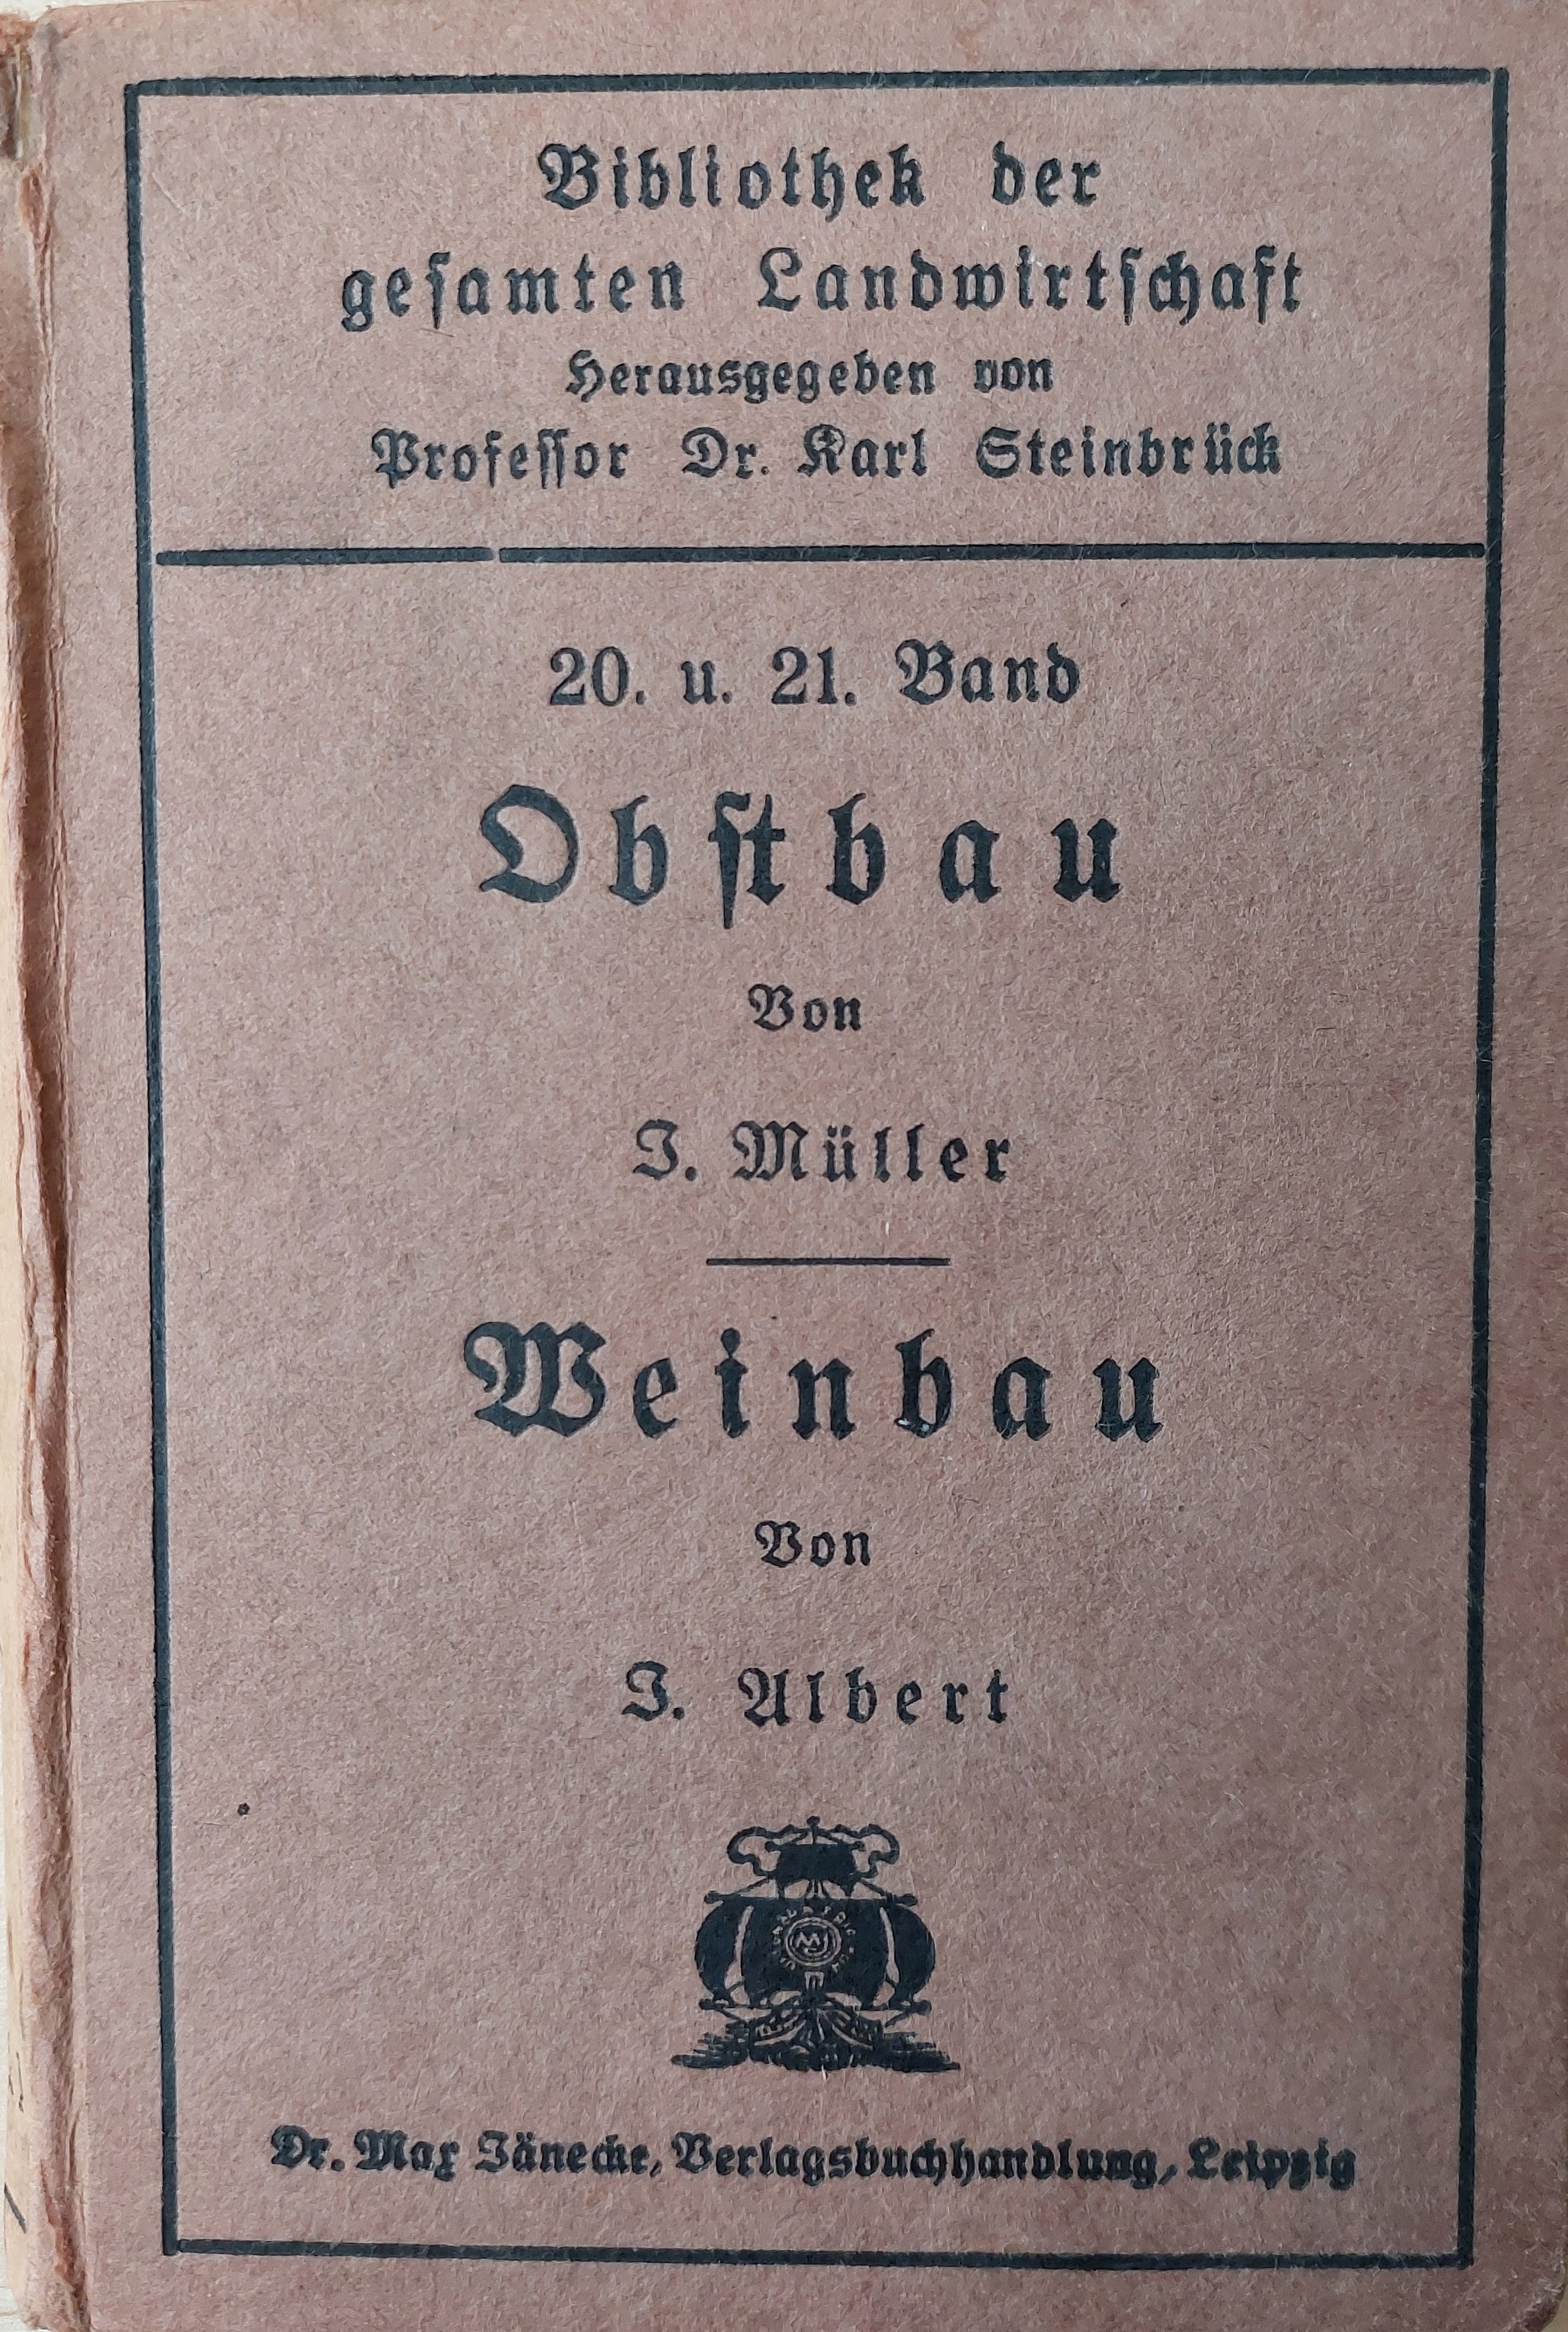 Bibliothek der
geſamten Landwirtſchaft
Herausgegeben von
Profeſſor Dr. Karl Steinbrück
20. u. 21. Band
Obſtbau
Von
J. Müller
Weinbau
Von
J. Albert
Dr. Max Jänecke, Verlagsbuchhandlung, Leipzig